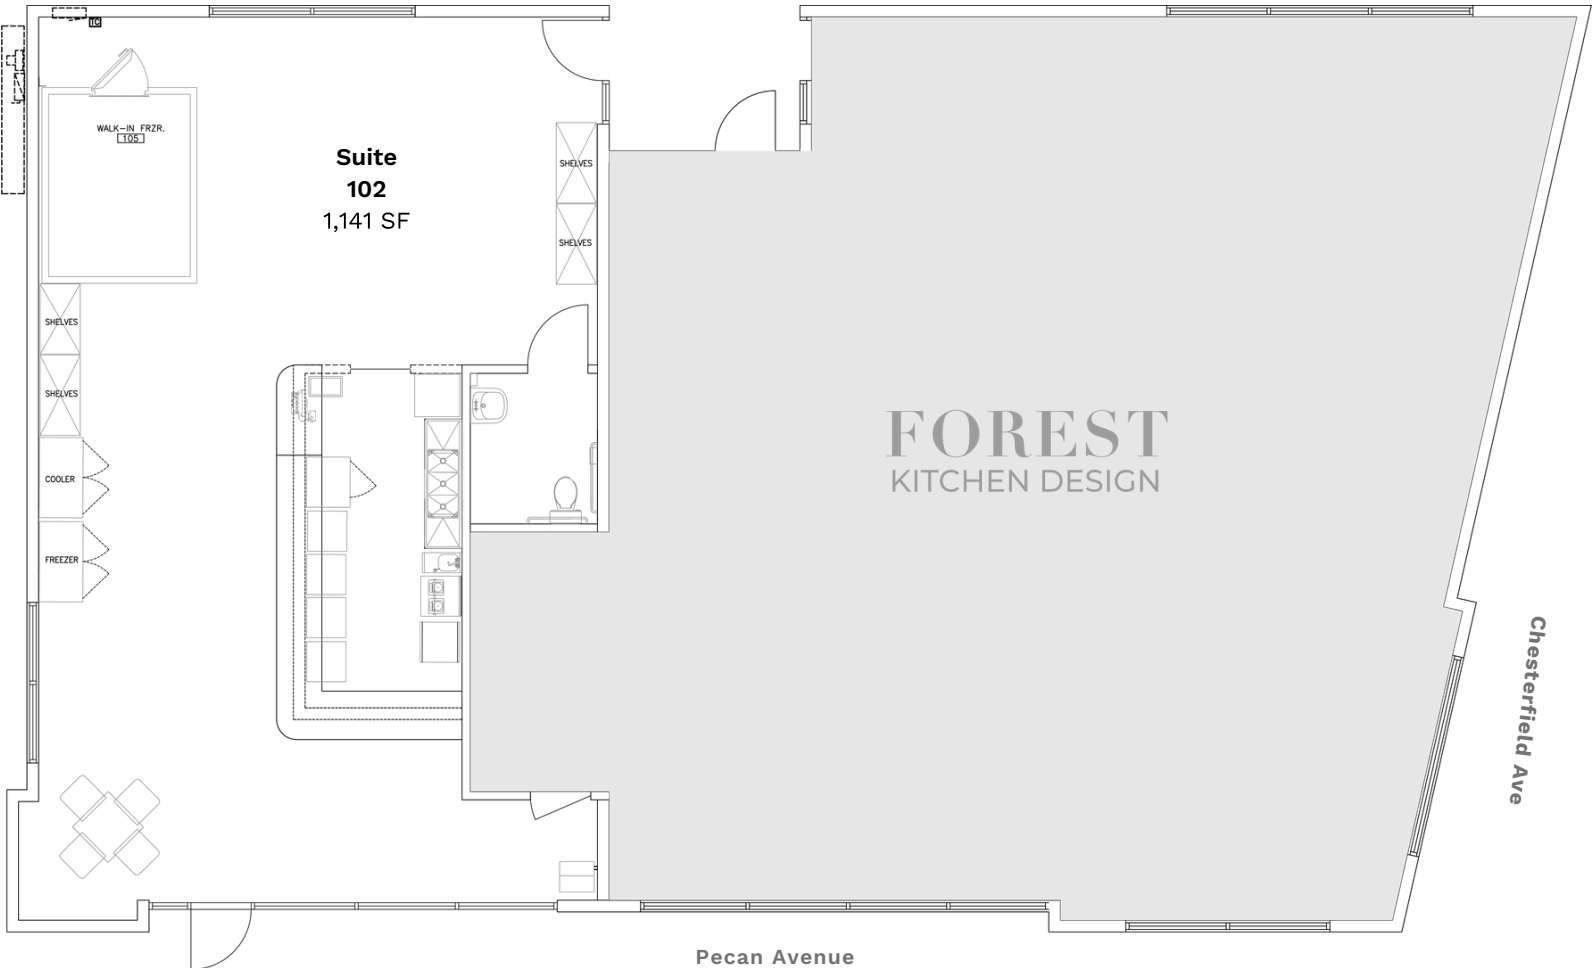 TC
WALK-IN FRZR.
105
Suite
102
1,141 SF
SHELVES
SHELVES
SHELVES
SHELVES
COOLER
FREEZER
FOREST
KITCHEN DESIGN
Chesterfield Ave
Pecan Avenue